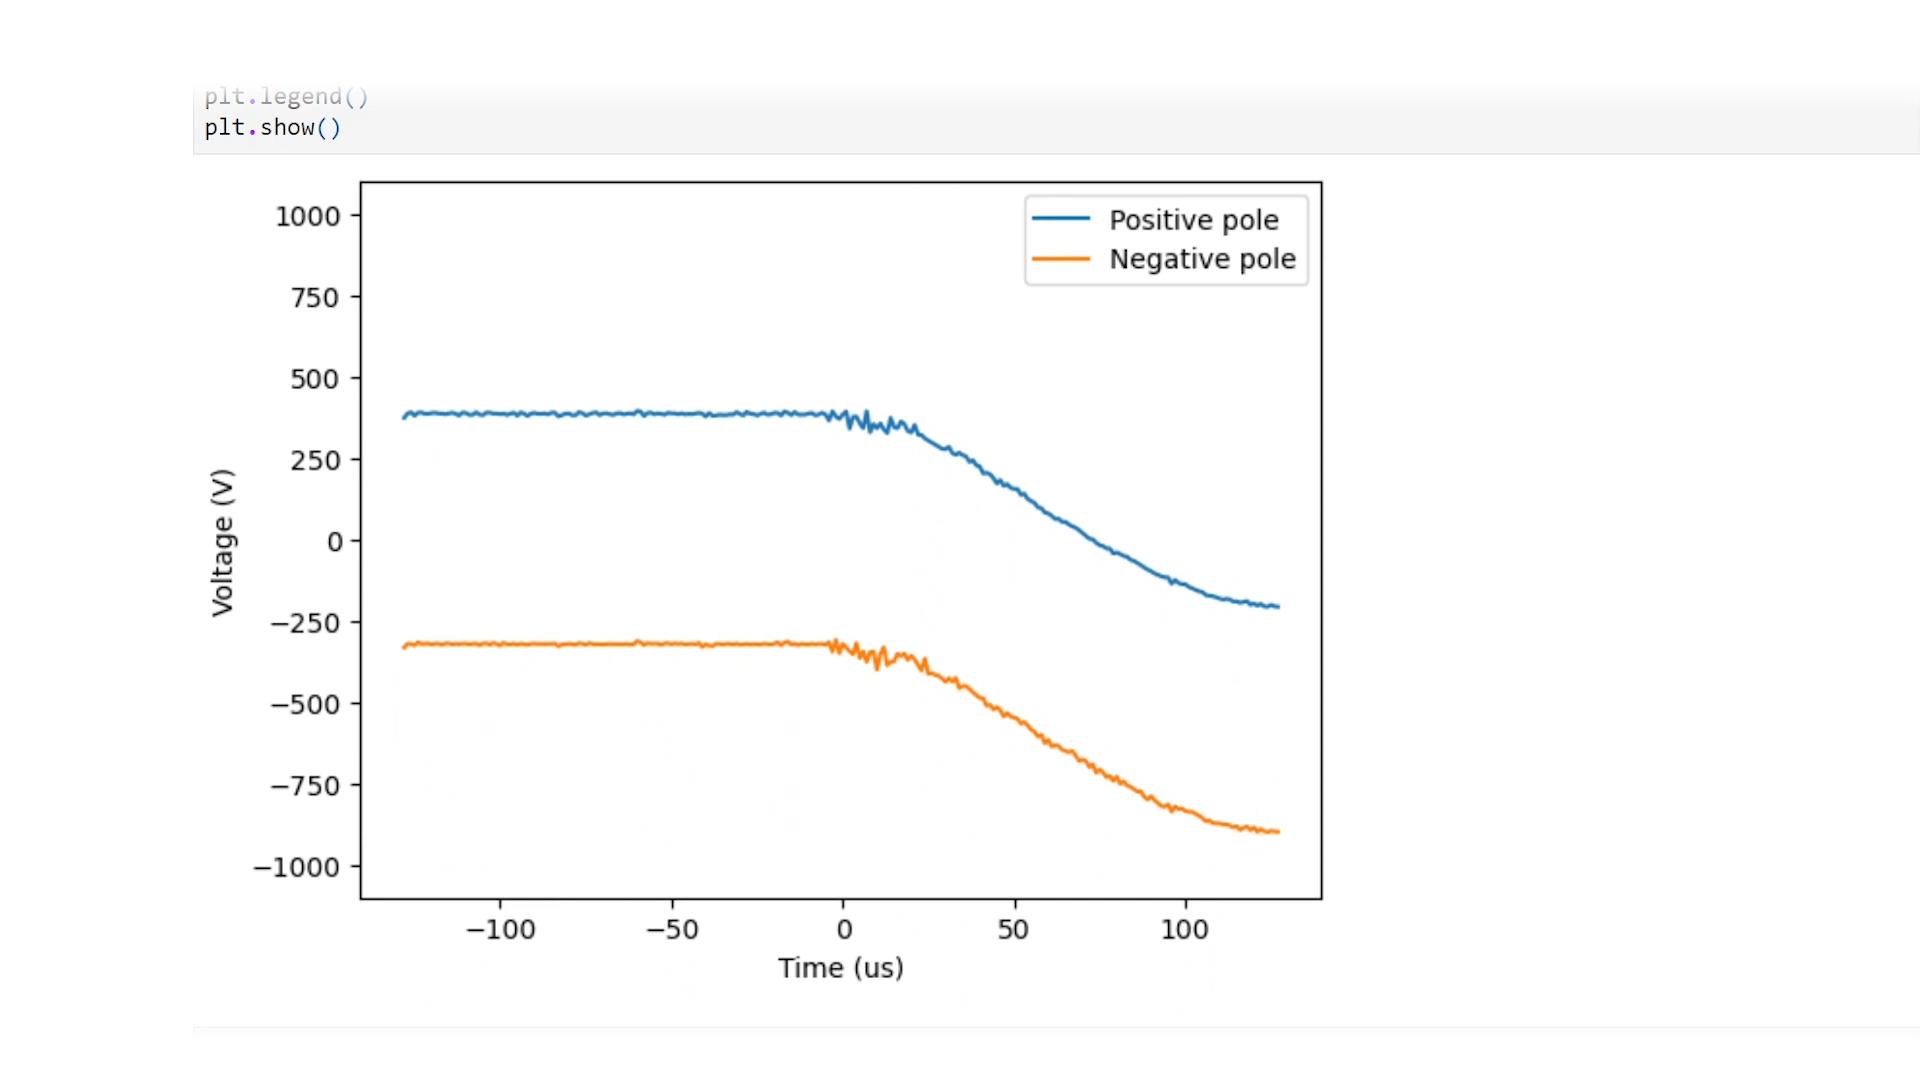 plt.legend()
plt.show()
Positive pole
Negative pole
1000
750
500
250
0
−250
−500
−750
−1000
Voltage (V)
−100
−50
0
50
100
Time (us)